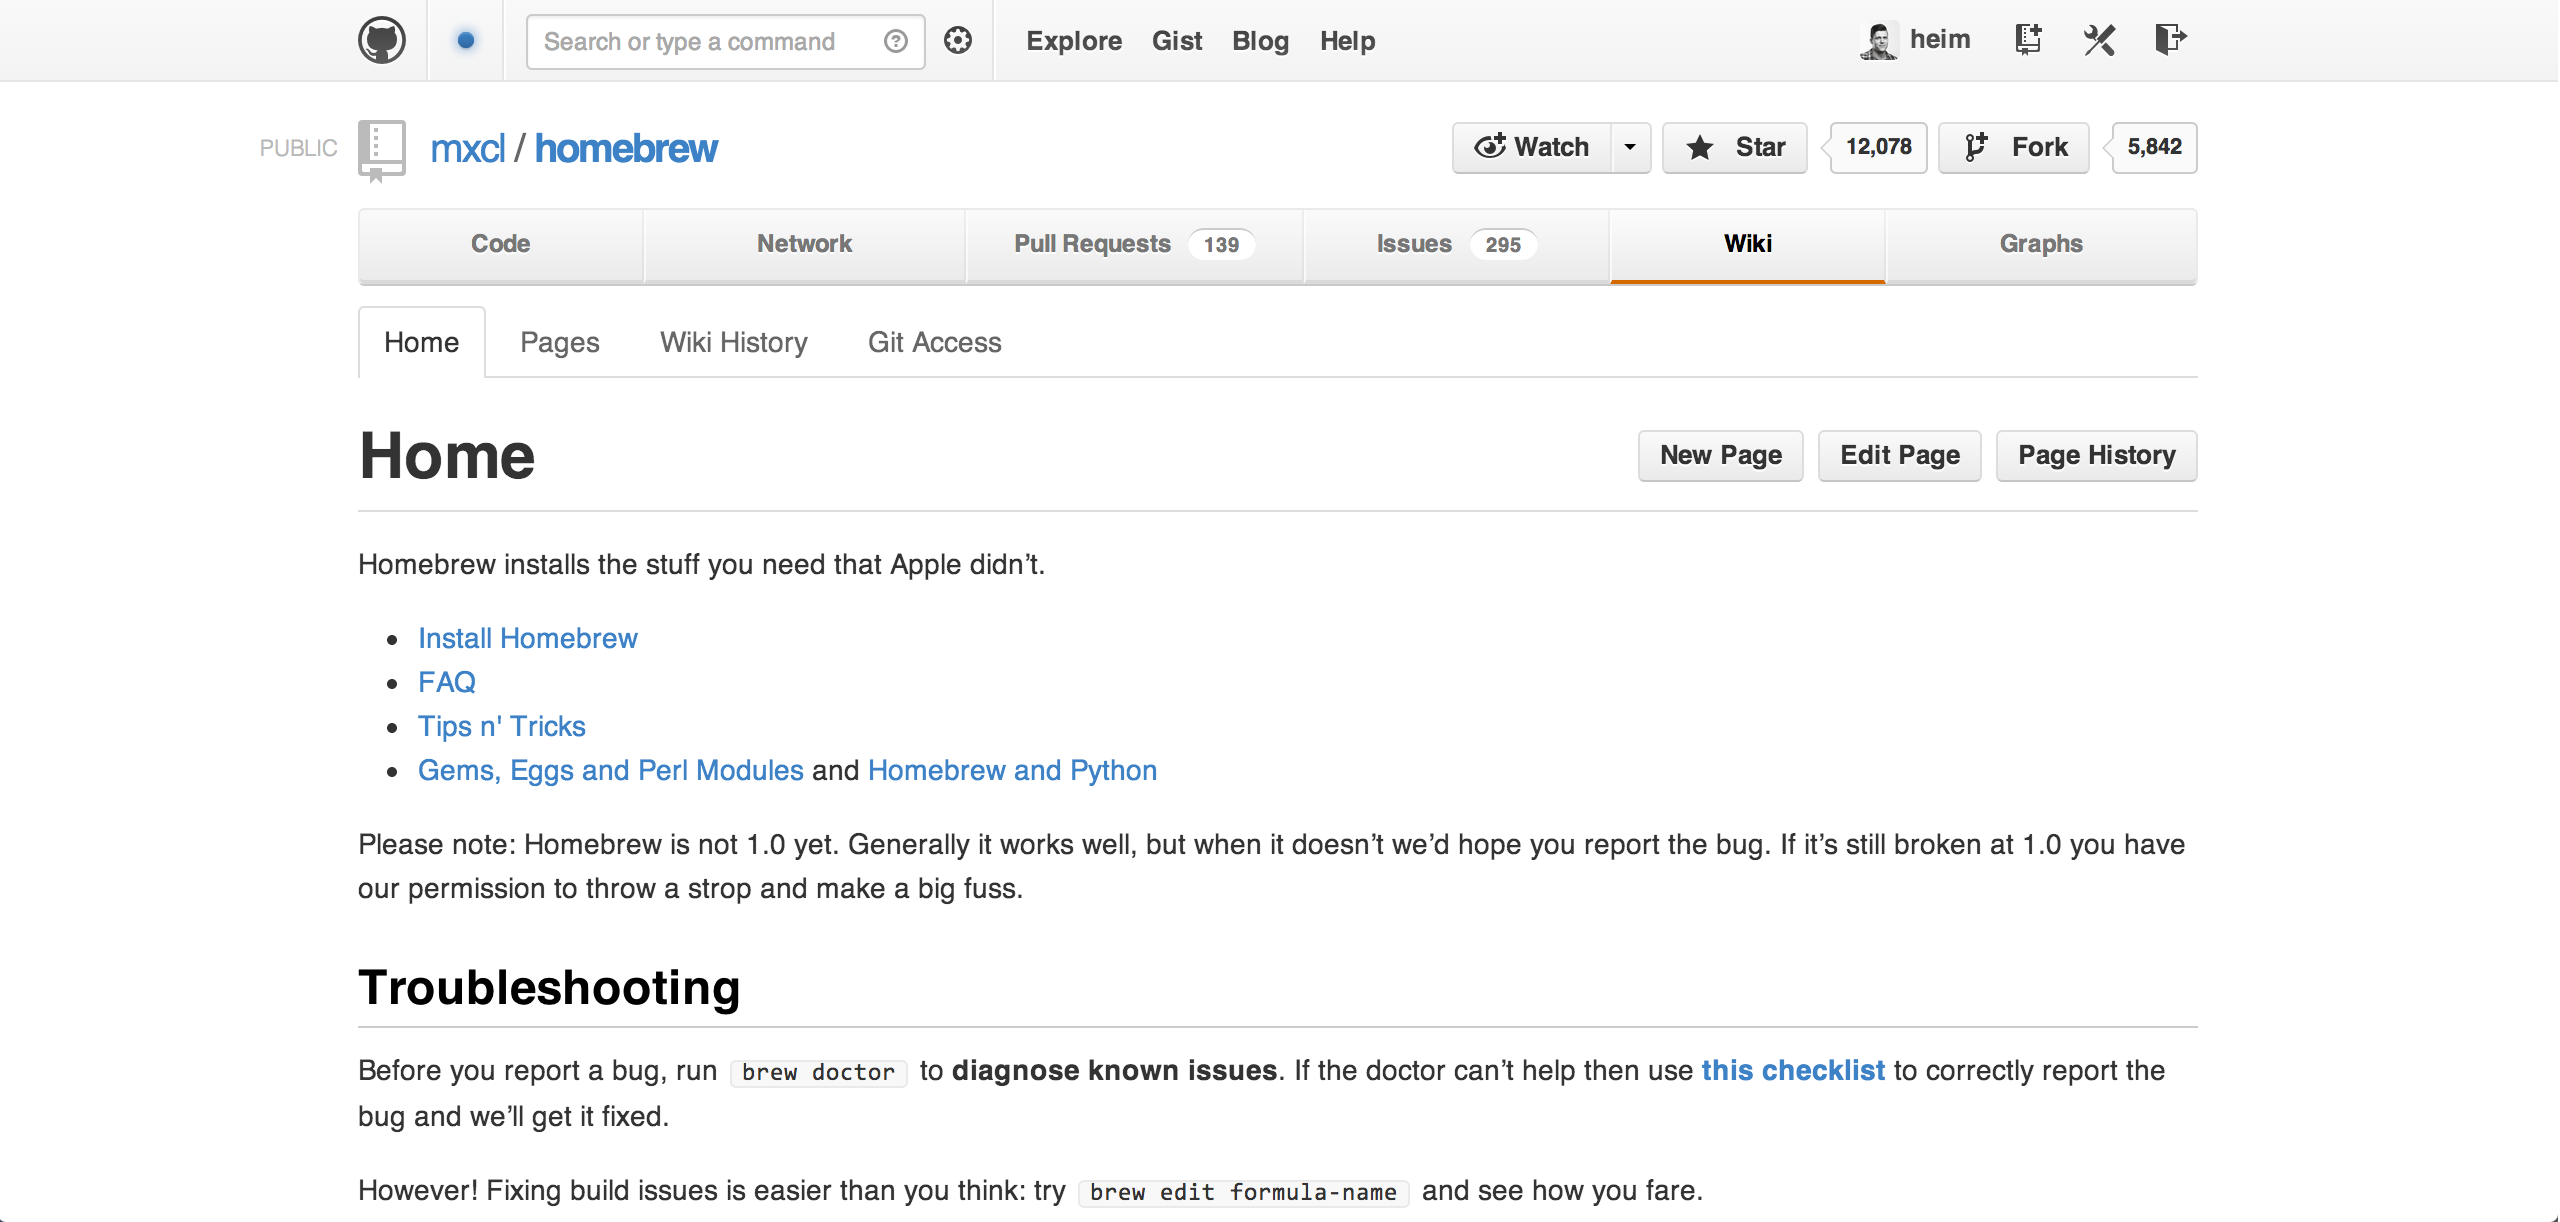 Search or type a command
Explore Gist Blog Help
heim
PUBLIC mxcl / homebrew
Watch Star 12,078 Fork 5,842
Code Network Pull Requests 139 Issues 295 Wiki Graphs
Home Pages Wiki History Git Access
Home
New Page Edit Page Page History
Homebrew installs the stuff you need that Apple didn’t.
• Install Homebrew
• FAQ
• Tips n' Tricks
• Gems, Eggs and Perl Modules and Homebrew and Python
Please note: Homebrew is not 1.0 yet. Generally it works well, but when it doesn’t we’d hope you report the bug. If it’s still broken at 1.0 you have
our permission to throw a strop and make a big fuss.
Troubleshooting
Before you report a bug, run brew doctor to diagnose known issues. If the doctor can’t help then use this checklist to correctly report the
bug and we’ll get it fixed.
However! Fixing build issues is easier than you think: try brew edit formula-name and see how you fare.